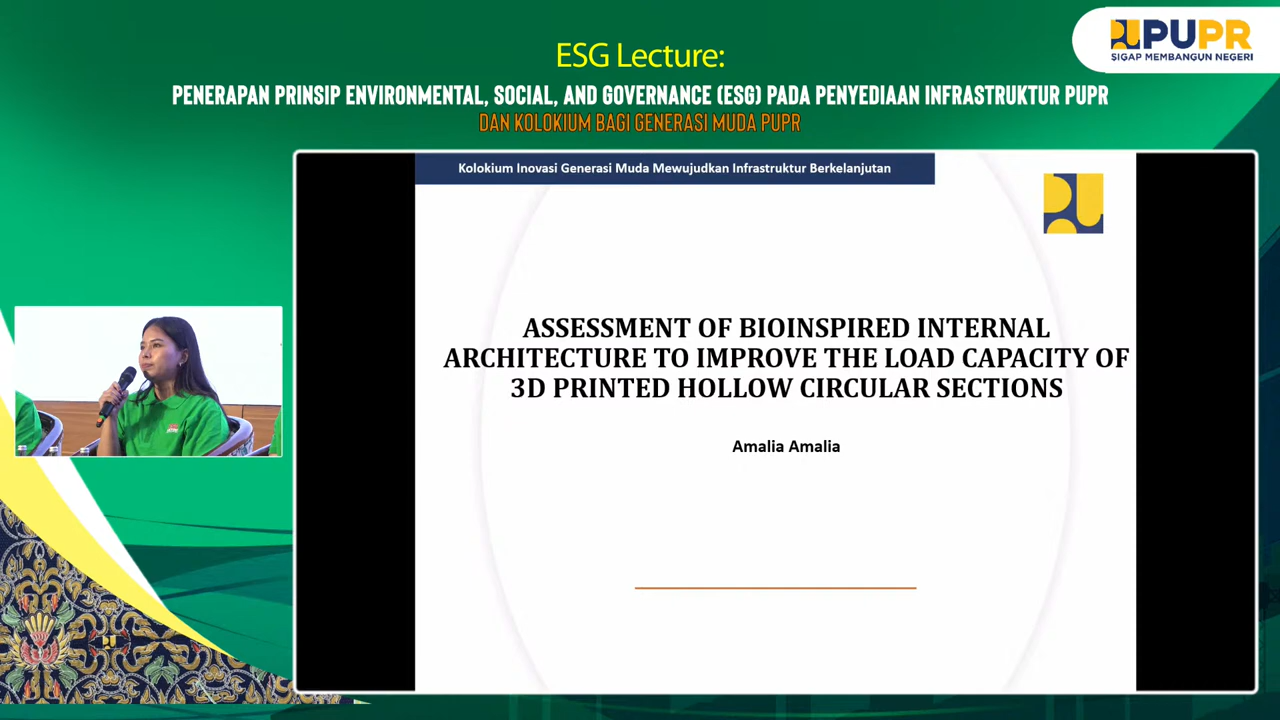 PUPR
SIGAP MEMBANGUN NEGERI
ESG Lecture:
PENERAPAN PRINSIP ENVIRONMENTAL, SOCIAL, AND GOVERNANCE (ESG) PADA PENYEDIAAN INFRASTRUKTUR PUPR
DAN KOLOKIUM BAGI GENERASI MUDA PUPR
Kolokium Inovasi Generasi Muda Mewujudkan Infrastruktur Berkelanjutan
ASSESSMENT OF BIOINSPIRED INTERNAL
ARCHITECTURE TO IMPROVE THE LOAD CAPACITY OF
3D PRINTED HOLLOW CIRCULAR SECTIONS
Amalia Amalia